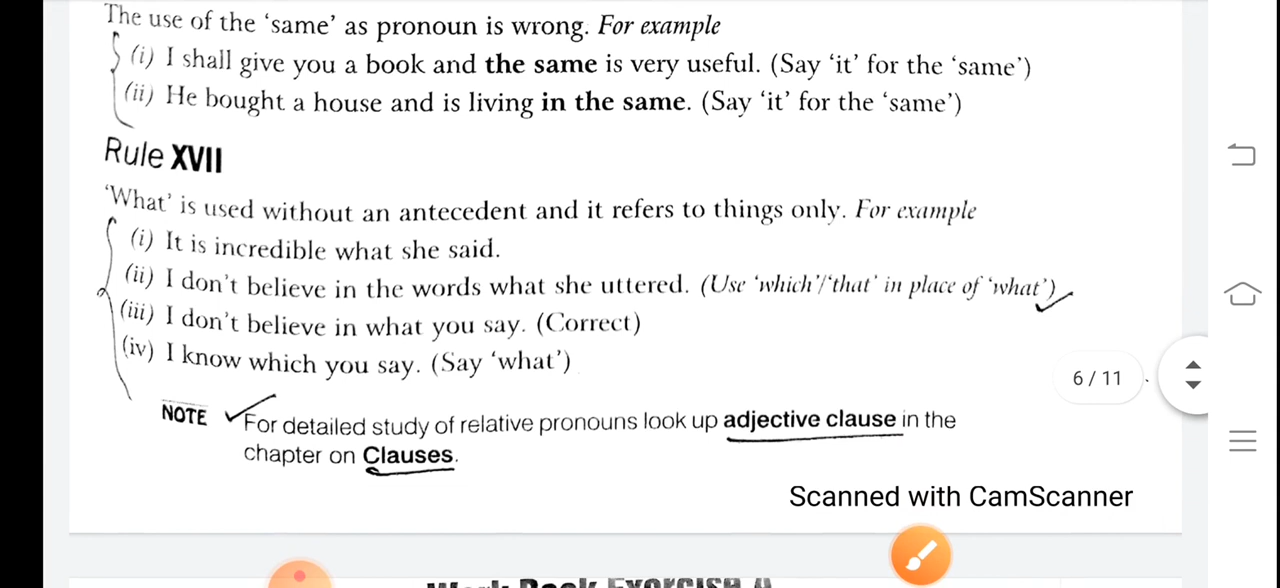 The use of the ‘same’ as pronoun is wrong. For example
(i) I shall give you a book and the same is very useful. (Say ‘it’ for the ‘same’)
(ii) He bought a house and is living in the same. (Say ‘it’ for the ‘same’)
Rule XVII
‘What’ is used without an antecedent and it refers to things only. For example
(i) It is incredible what she said.
(ii) I don’t believe in the words what she uttered. (Use ‘which’/‘that’ in place of ‘what’)
(iii) I don’t believe in what you say. (Correct)
(iv) I know which you say. (Say ‘what’)
6 / 11
NOTE For detailed study of relative pronouns look up adjective clause in the
chapter on Clauses.
Scanned with CamScanner
Work Book Exercise A